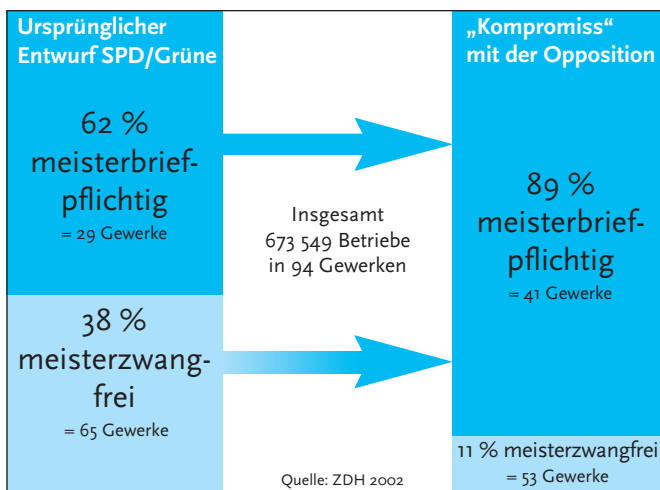 Ursprünglicher
Entwurf SPD/Grüne
62 %
meisterbrief-
pflichtig
= 29 Gewerke
38 %
meisterzwang-
frei
= 65 Gewerke
Insgesamt
673 549 Betriebe
in 94 Gewerken
Quelle: ZDH 2002
„Kompromiss“
mit der Opposition
89 %
meisterbrief-
pflichtig
= 41 Gewerke
11 % meisterzwangfrei
= 53 Gewerke